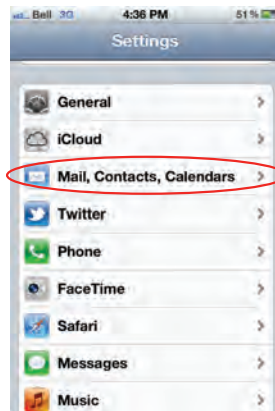 Bell 3G 4:36 PM 51%
Settings
General
iCloud
Mail, Contacts, Calendars
Twitter
Phone
FaceTime
Safari
Messages
Music